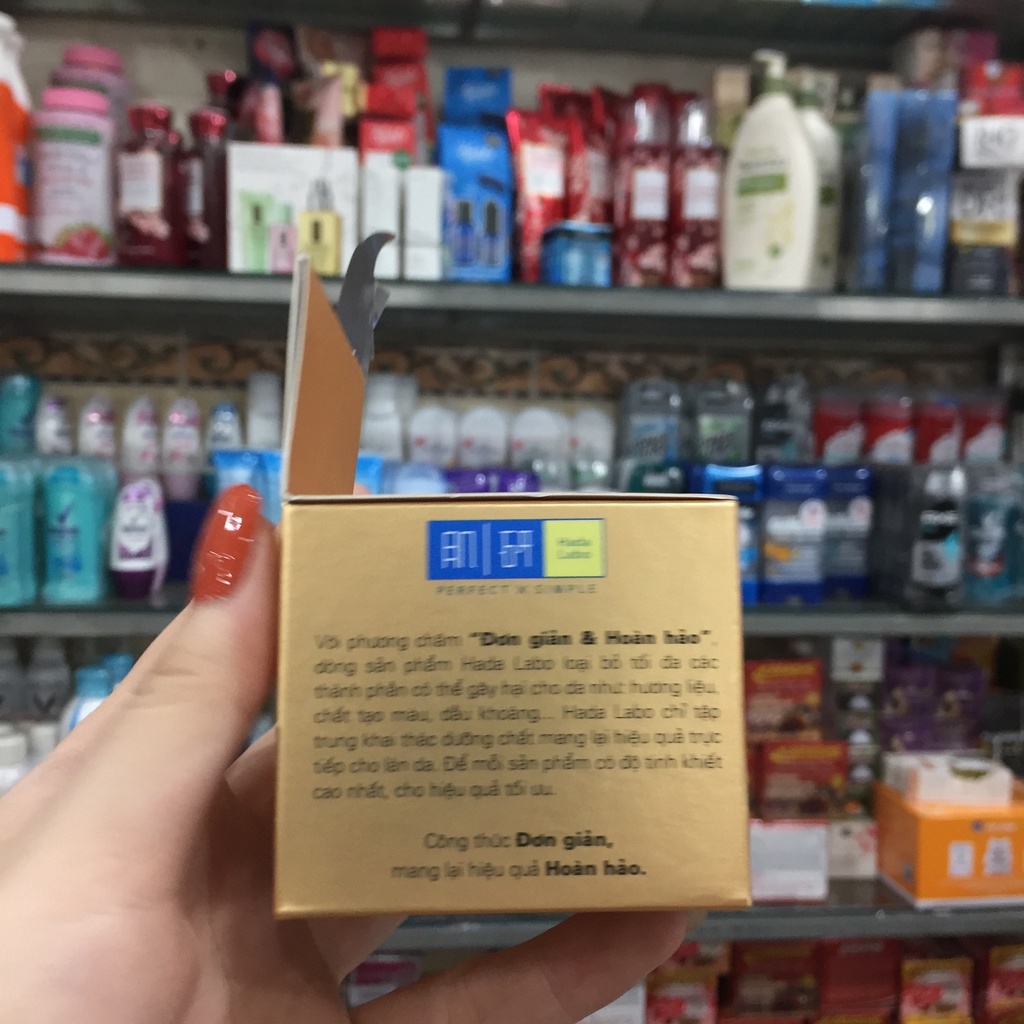 Hada
Labo
PERFECT × SIMPLE
Với phương châm "Đơn giản & Hoàn hảo",
dòng sản phẩm Hada Labo loại bỏ tối đa các
thành phần có thể gây hại cho da như: hương liệu,
chất tạo màu, dầu khoáng... Hada Labo chỉ tập
trung khai thác dưỡng chất mang lại hiệu quả trực
tiếp cho làn da. Để mỗi sản phẩm có độ tinh khiết
cao nhất, cho hiệu quả tối ưu.
Công thức Đơn giản,
mang lại hiệu quả Hoàn hảo.